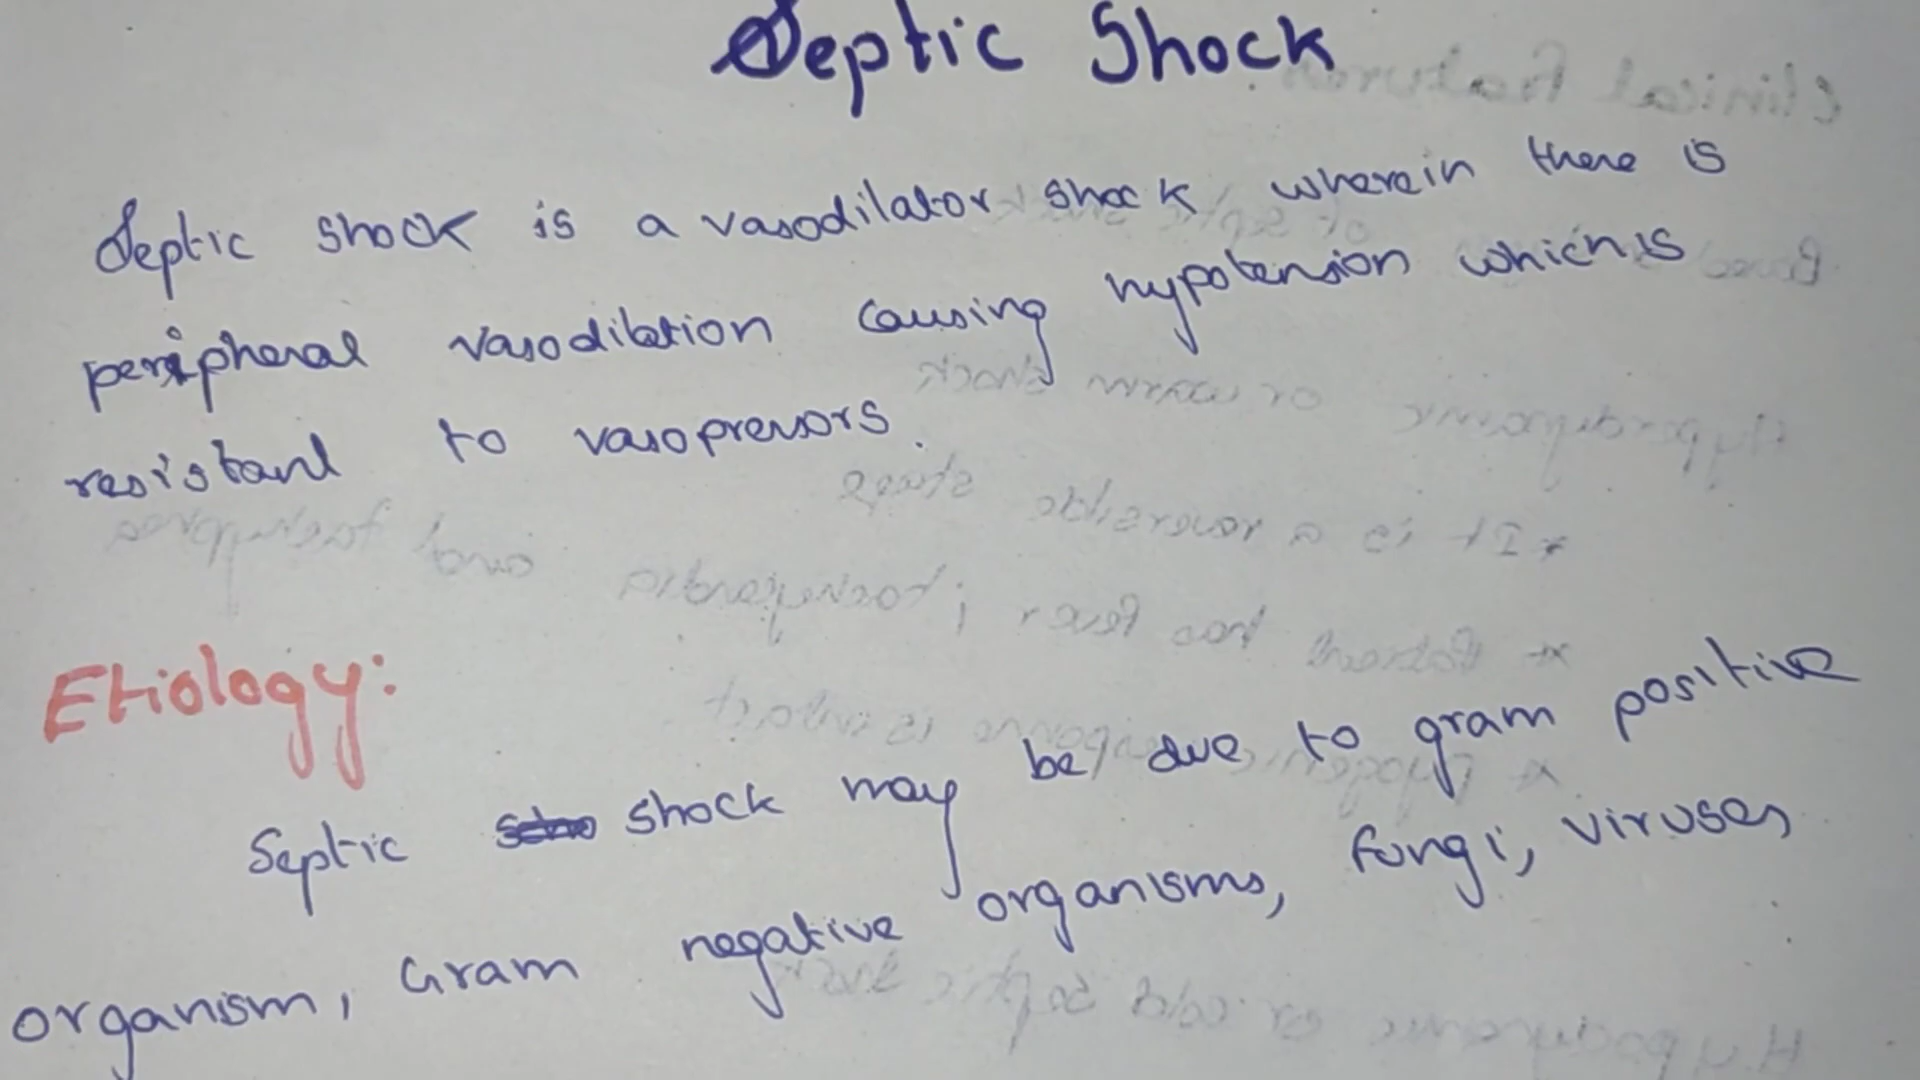 Septic Shock
Septic shock is a vasodilator shock wherein there is
peripheral vasodilation causing hypotension which is
resistant to vasopressors.
Etiology:
Septic shock may be due to gram positive
organism, Gram negative organisms, fungi, viruses,